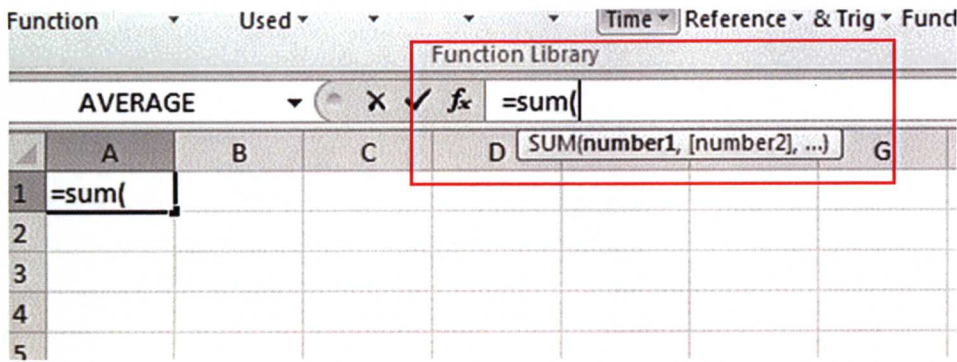 Function Used Time Reference & Trig Funct
Function Library
AVERAGE fx =sum(
A B C D SUM(number1, [number2], ...) G
1 =sum(
2
3
4
5